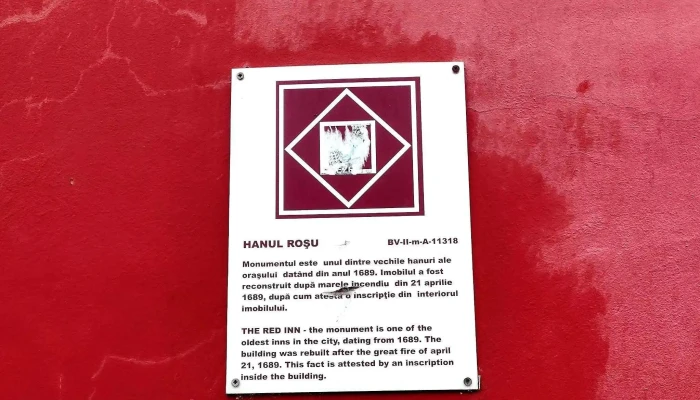 HANUL ROŞU BV-II-m-A-11318
Monumentul este unul dintre vechile hanuri ale
oraşului datând din anul 1689. Imobilul a fost
reconstruit după marele incendiu din 21 aprilie
1689, după cum atestă o inscripţie din interiorul
imobilului.
THE RED INN - the monument is one of the
oldest inns in the city, dating from 1689. The
building was rebuilt after the great fire of april
21, 1689. This fact is attested by an inscription
inside the building.